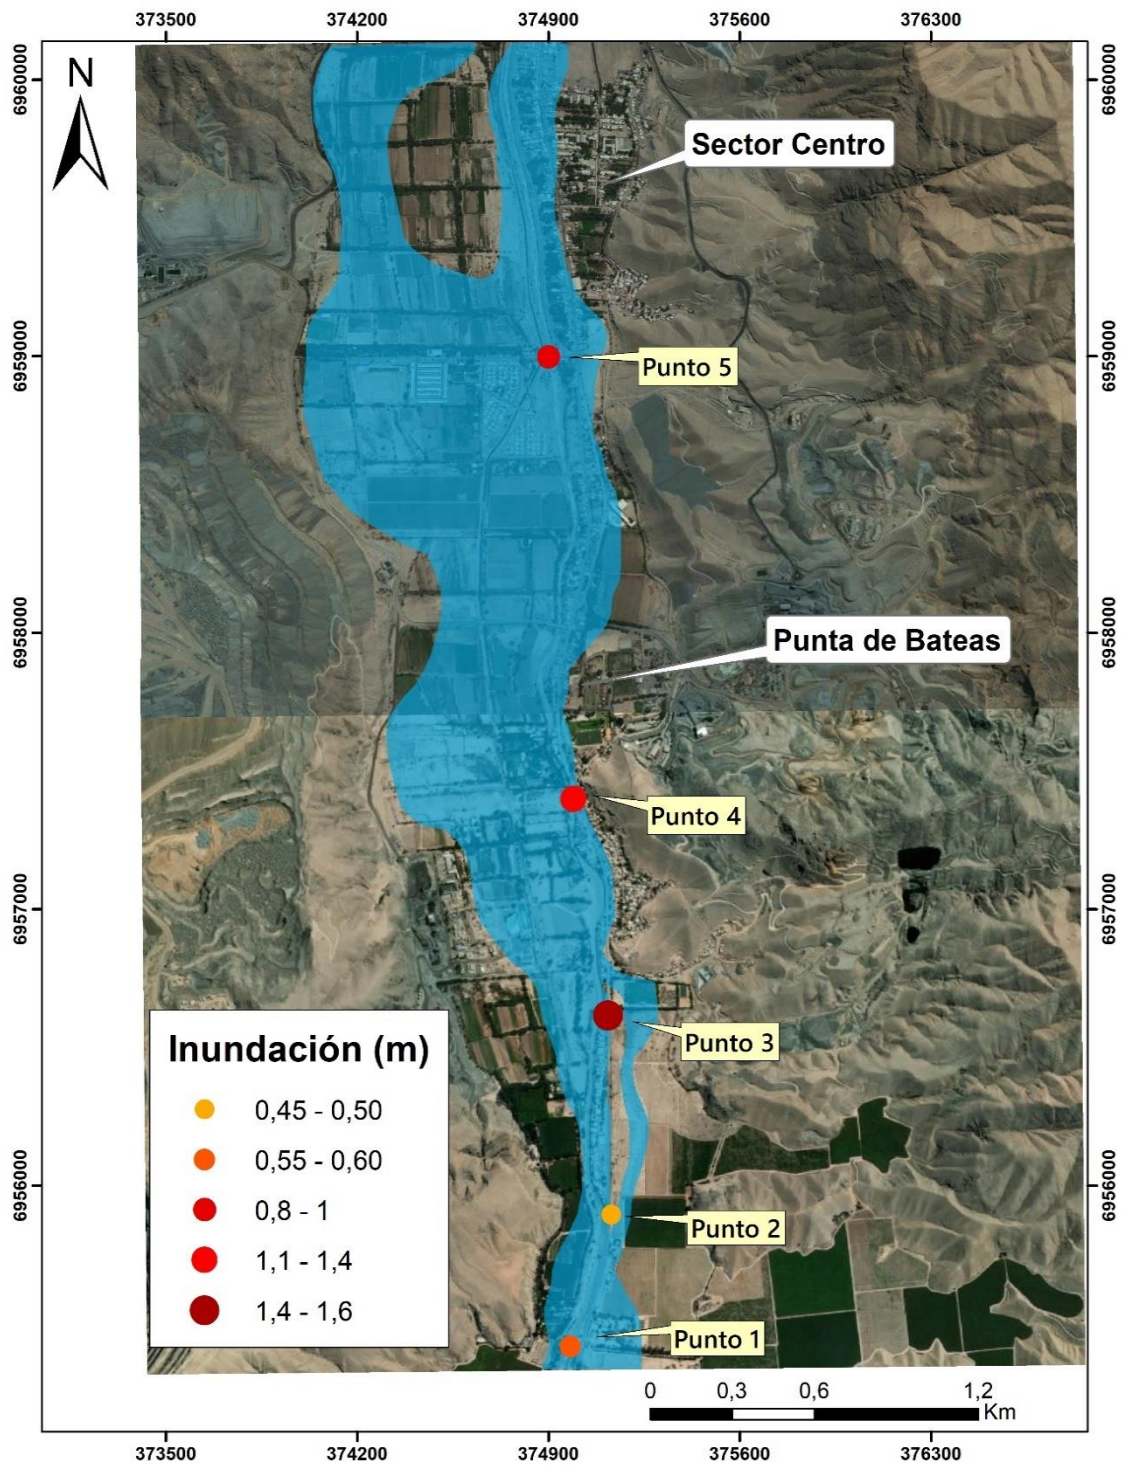 373500 374200 374900 375600 376300
N
6960000 6960000
Sector Centro
6959000 6959000
Punto 5
6958000 6958000
Punta de Bateas
Punto 4
6957000 6957000
Punto 3
Inundación (m)
0,45 - 0,50
0,55 - 0,60
0,8 - 1
1,1 - 1,4
1,4 - 1,6
6956000 6956000
Punto 2
Punto 1
0 0,3 0,6 1,2
Km
373500 374200 374900 375600 376300